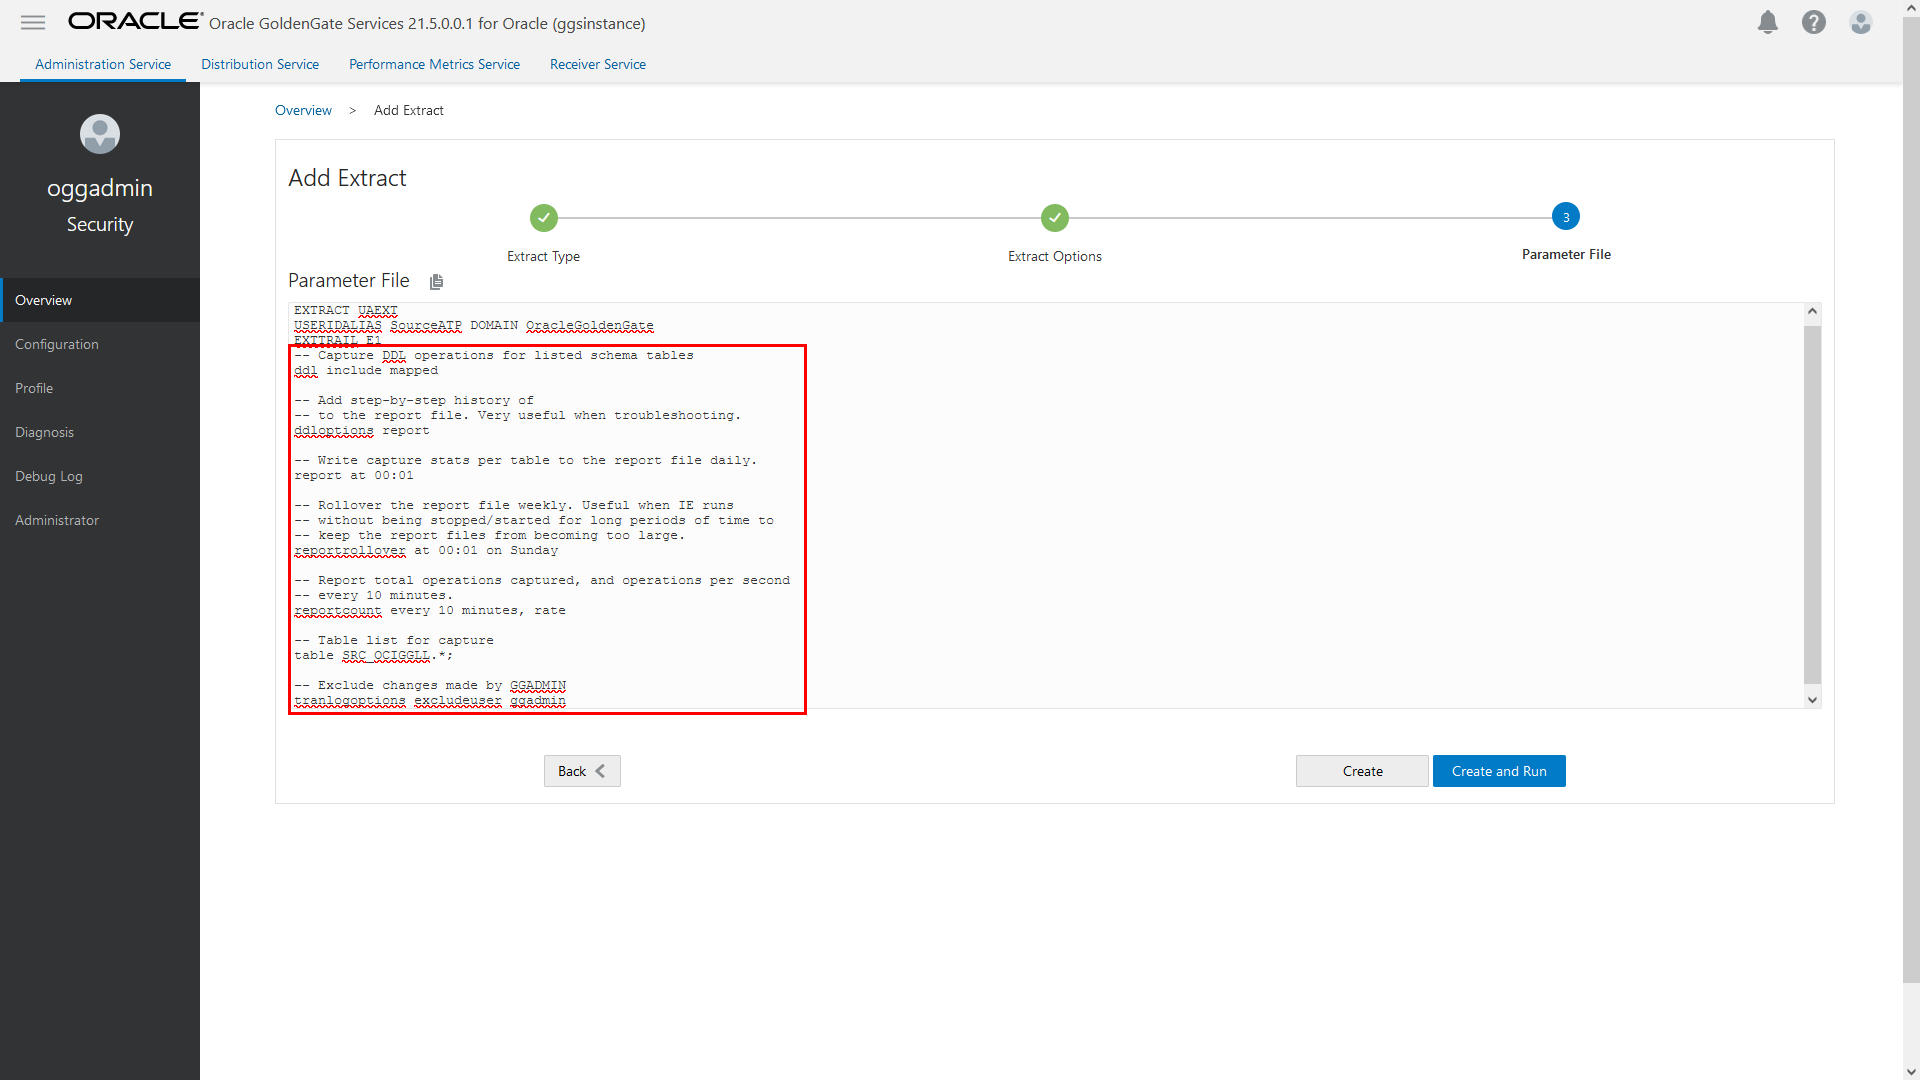 ORACLE® Oracle GoldenGate Services 21.5.0.0.1 for Oracle (ggsinstance)
Administration Service Distribution Service Performance Metrics Service Receiver Service
oggadmin
Security
Overview
Configuration
Profile
Diagnosis
Debug Log
Administrator
Overview > Add Extract
Add Extract
3
Extract Type Extract Options Parameter File
Parameter File
EXTRACT UAEXT
USERIDALIAS SourceATP DOMAIN OracleGoldenGate
EXTTRAIL E1
-- Capture DDL operations for listed schema tables
ddl include mapped
-- Add step-by-step history of
-- to the report file. Very useful when troubleshooting.
ddloptions report
-- Write capture stats per table to the report file daily.
report at 00:01
-- Rollover the report file weekly. Useful when IE runs
-- without being stopped/started for long periods of time to
-- keep the report files from becoming too large.
reportrollover at 00:01 on Sunday
-- Report total operations captured, and operations per second
-- every 10 minutes.
reportcount every 10 minutes, rate
-- Table list for capture
table SRC_OCIGGLL.*;
-- Exclude changes made by GGADMIN
tranlogoptions excludeuser ggadmin
Back Create Create and Run